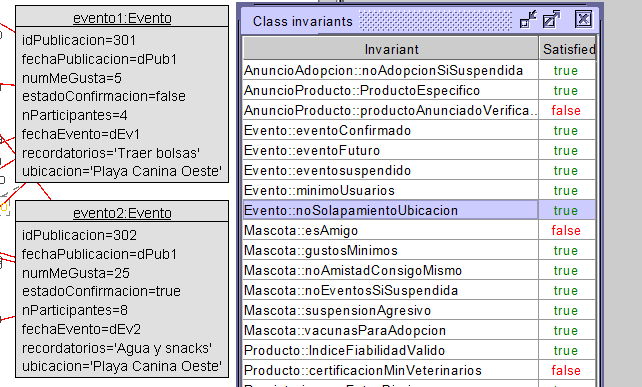 evento1:Evento
idPublicacion=301
fechaPublicacion=dPub1
numMeGusta=5
estadoConfirmacion=false
nParticipantes=4
fechaEvento=dEv1
recordatorios='Traer bolsas'
ubicacion='Playa Canina Oeste'
evento2:Evento
idPublicacion=302
fechaPublicacion=dPub1
numMeGusta=25
estadoConfirmacion=true
nParticipantes=8
fechaEvento=dEv2
recordatorios='Agua y snacks'
ubicacion='Playa Canina Oeste'
Class invariants
Invariant Satisfied
AnuncioAdopcion::noAdopcionSiSuspendida true
AnuncioProducto::ProductoEspecifico true
AnuncioProducto::productoAnunciadoVerifica... false
Evento::eventoConfirmado true
Evento::eventoFuturo true
Evento::eventosuspendido true
Evento::minimoUsuarios true
Evento::noSolapamientoUbicacion true
Mascota::esAmigo false
Mascota::gustosMinimos true
Mascota::noAmistadConsigoMismo true
Mascota::noEventosSiSuspendida true
Mascota::suspensionAgresivo true
Mascota::vacunasParaAdopcion true
Producto::IndiceFiabilidadValido true
Producto::certificacionMinVeterinarios false